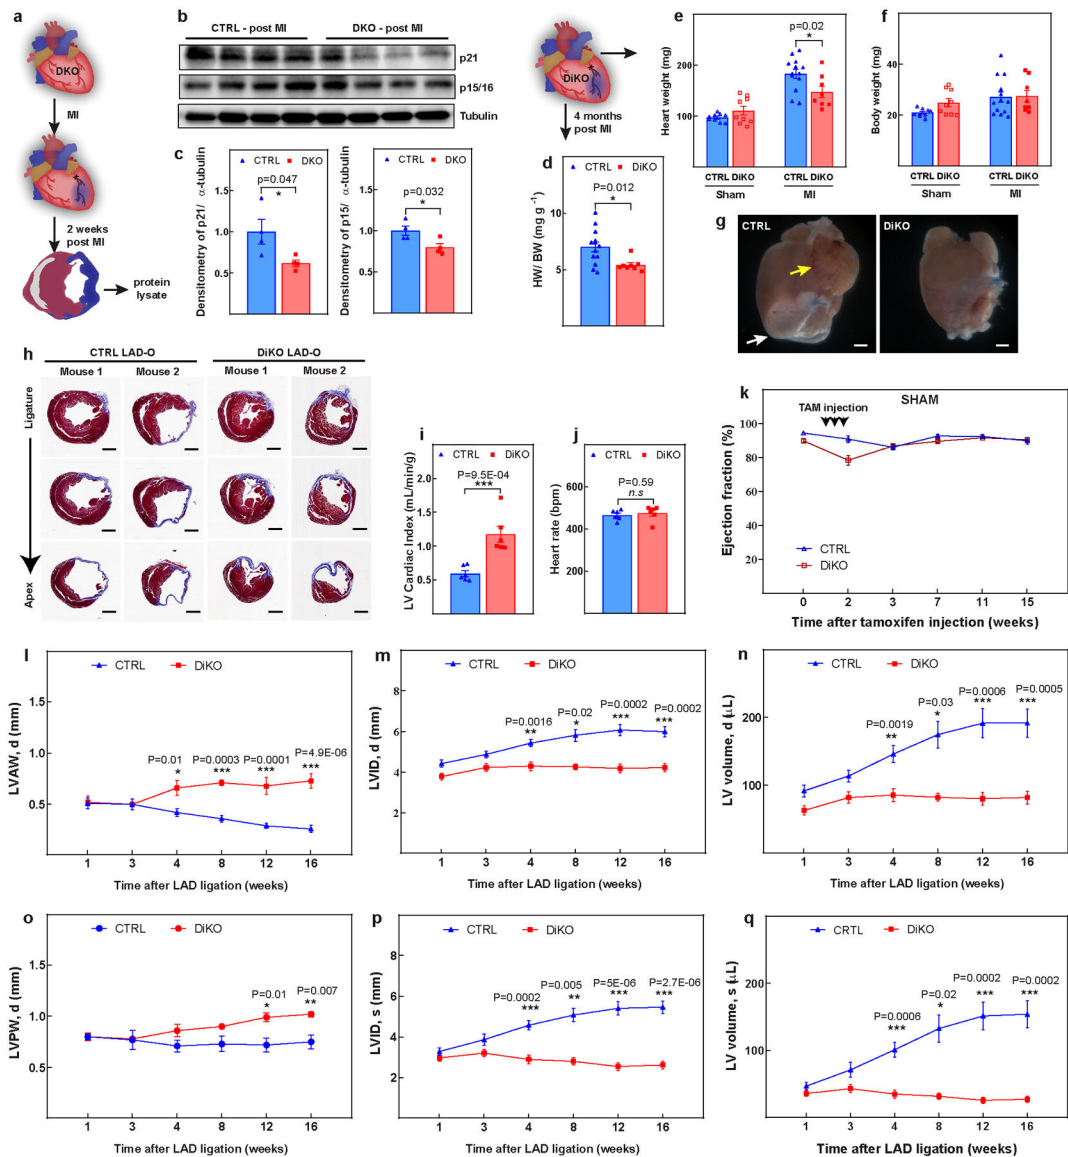 a
DKO
MI
2 weeks
post MI
protein
lysate
b
CTRL - post MI
DKO - post MI
p21
p15/16
Tubulin
c
CTRL
DKO
p=0.047
*
Densitometry of p21/ α-tubulin
1.5
1.0
0.5
CTRL
DKO
p=0.032
*
Densitometry of p15/ α-tubulin
1.5
1.0
0.5
DiKO
4 months
post MI
d
CTRL
DiKO
P=0.012
*
HW/ BW (mg g -1)
10
5
e
p=0.02
*
Heart weight (mg)
300
200
100
CTRL DiKO
CTRL DiKO
Sham
MI
f
Body weight (mg)
60
40
20
CTRL DiKO
CTRL DiKO
Sham
MI
g
CTRL
DiKO
h
CTRL LAD-O
DiKO LAD-O
Mouse 1
Mouse 2
Mouse 1
Mouse 2
Ligature
Apex
i
CTRL
DiKO
P=9.5E-04
***
LV Cardiac Index (mL/min/g)
2.0
1.5
1.0
0.5
j
CTRL
DiKO
P=0.59
n.s
Heart rate (bpm)
600
400
200
k
SHAM
TAM injection
Ejection fraction (%)
100
80
60
40
CTRL
DiKO
0 2 3 7 11 15
Time after tamoxifen injection (weeks)
l
CTRL
DiKO
LVAW, d (mm)
1.5
1.0
0.5
P=0.01
*
P=0.0003
***
P=0.0001
***
P=4.9E-06
***
1 3 4 8 12 16
Time after LAD ligation (weeks)
m
CTRL
DiKO
LVID, d (mm)
8
6
4
2
P=0.0016
**
P=0.02
*
P=0.0002
***
P=0.0002
***
1 3 4 8 12 16
Time after LAD ligation (weeks)
n
CTRL
DiKO
LV volume, d (μL)
200
100
P=0.0019
**
P=0.03
*
P=0.0006
***
P=0.0005
***
1 3 4 8 12 16
Time after LAD ligation (weeks)
o
CTRL
DiKO
LVPW, d (mm)
1.5
1.0
0.5
P=0.01
*
P=0.007
**
1 3 4 8 12 16
Time after LAD ligation (weeks)
p
CTRL
DiKO
LVID, s (mm)
8
6
4
2
P=0.0002
***
P=0.005
**
P=5E-06
***
P=2.7E-06
***
1 3 4 8 12 16
Time after LAD ligation (weeks)
q
CRTL
DiKO
LV volume, s (μL)
200
100
P=0.0006
***
P=0.02
*
P=0.0002
***
P=0.0002
***
1 3 4 8 12 16
Time after LAD ligation (weeks)